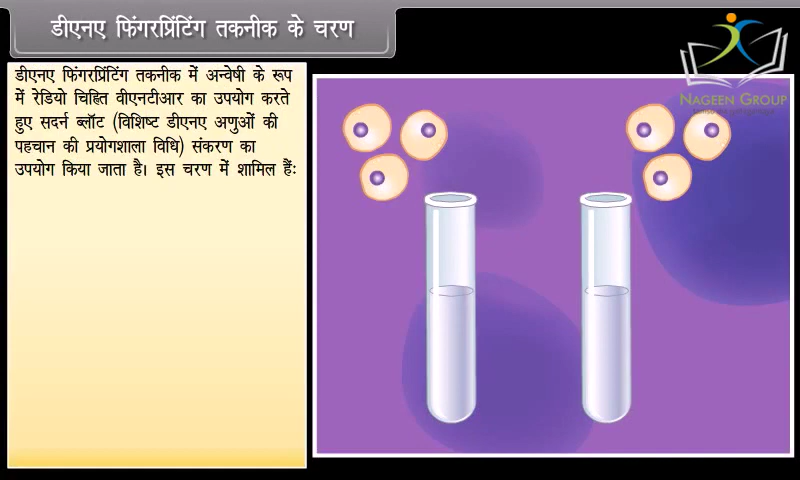 डीएनए फिंगरप्रिंटिंग तकनीक के चरण
डीएनए फिंगरप्रिंटिंग तकनीक में अन्वेषी के रूप
में रेडियो चिह्नित वीएनटीआर का उपयोग करते
हुए सदर्न ब्लॉट (विशिष्ट डीएनए अणुओं की
पहचान की प्रयोगशाला विधि) संकरण का
उपयोग किया जाता है। इस चरण में शामिल हैंः
NAGEEN GROUP